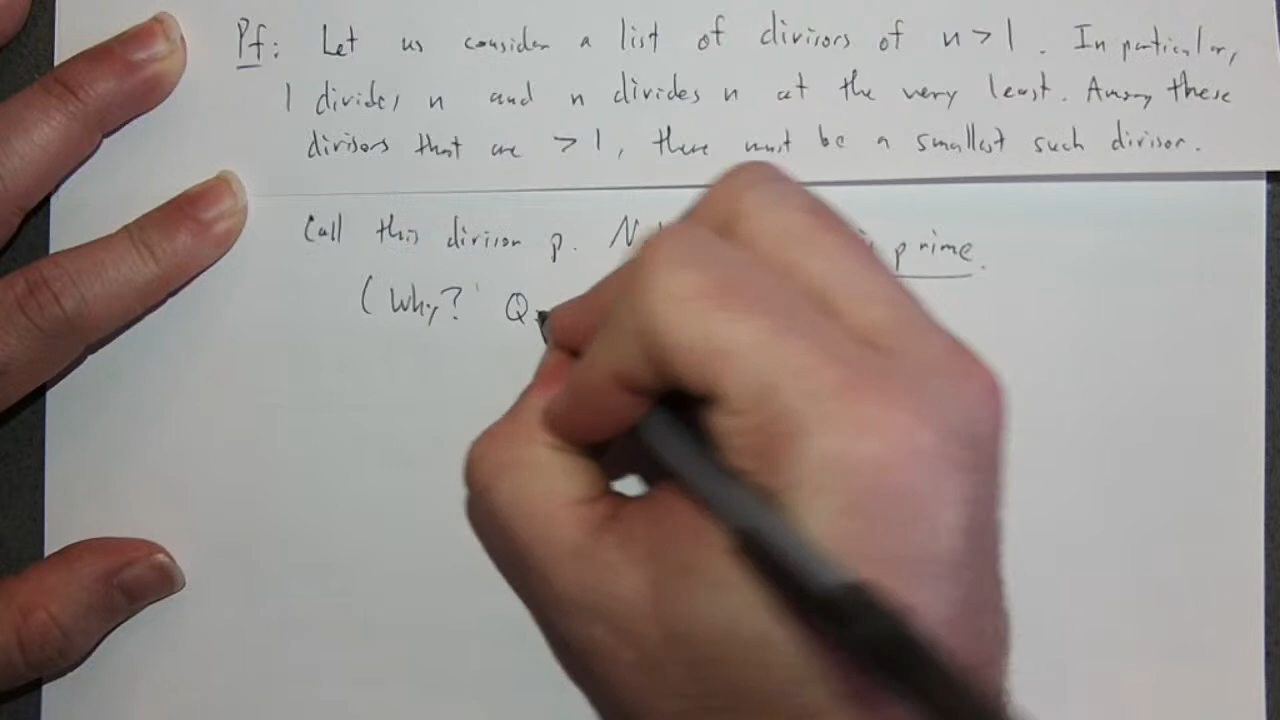 Pf: Let us consider a list of divisors of n > 1. In particular,
1 divides n and n divides n at the very least. Among these
divisors that are > 1, there must be a smallest such divisor.
Call this divisor p. prime.
(Why?